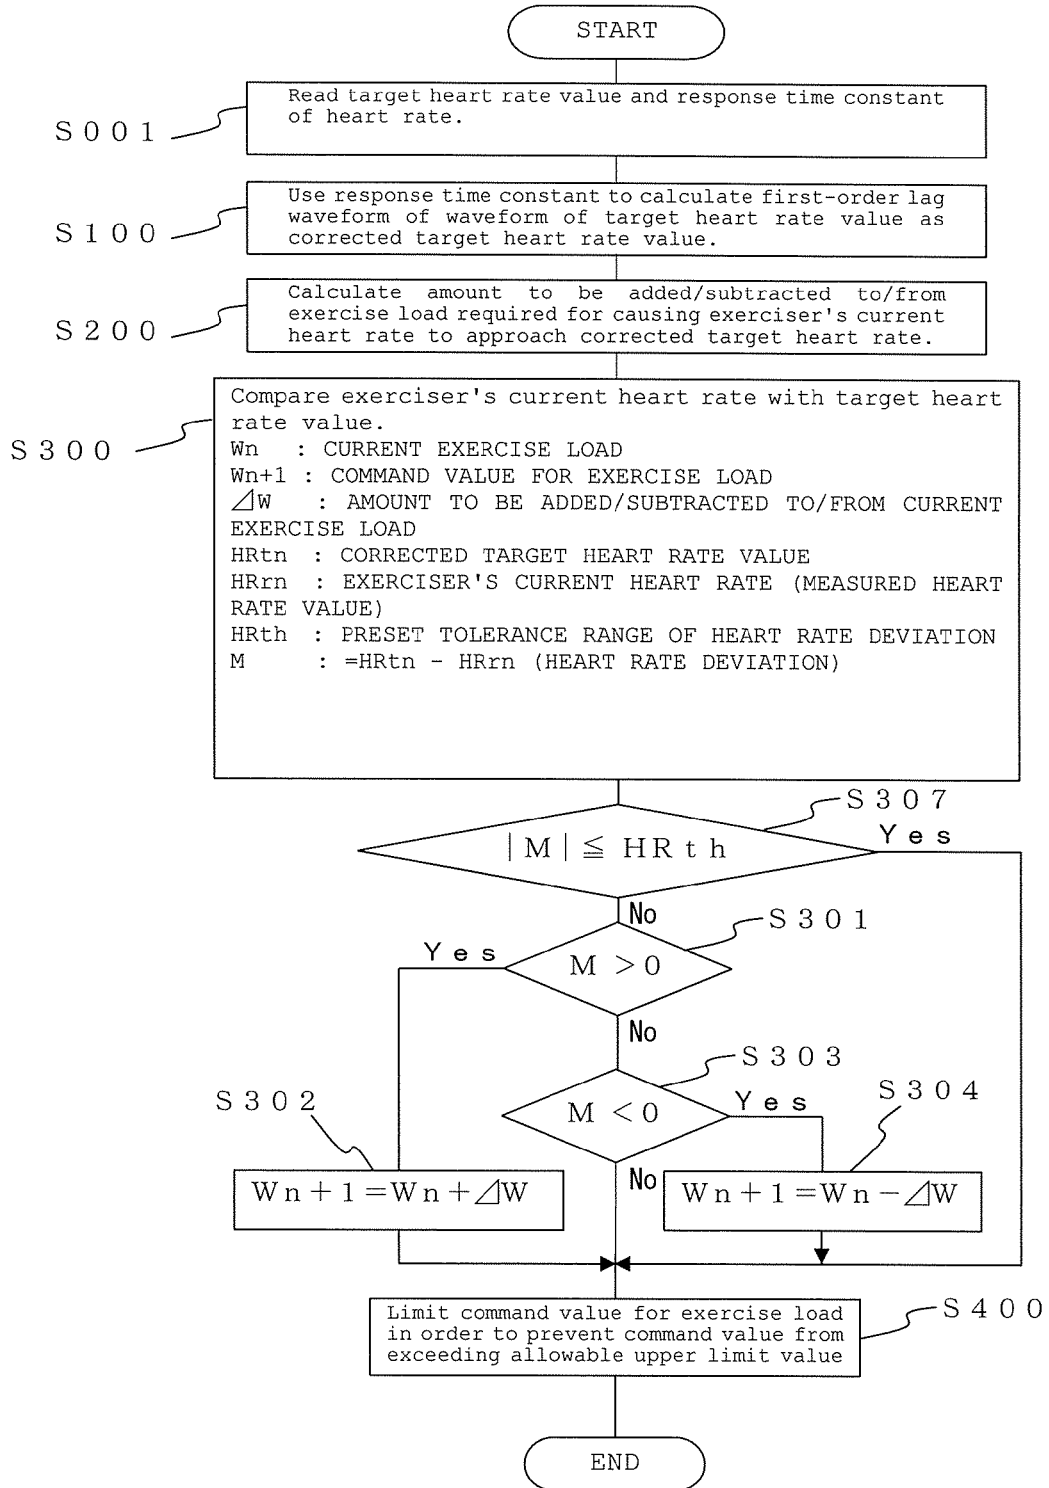 START
Read target heart rate value and response time constant
of heart rate.
S001
Use response time constant to calculate first-order lag
waveform of waveform of target heart rate value as
corrected target heart rate value.
S100
Calculate amount to be added/subtracted to/from
exercise load required for causing exerciser's current
heart rate to approach corrected target heart rate.
S200
Compare exerciser's current heart rate with target heart
rate value.
S300
Wn : CURRENT EXERCISE LOAD
Wn+1 : COMMAND VALUE FOR EXERCISE LOAD
⊿W : AMOUNT TO BE ADDED/SUBTRACTED TO/FROM CURRENT
EXERCISE LOAD
HRtn : CORRECTED TARGET HEART RATE VALUE
HRrn : EXERCISER'S CURRENT HEART RATE (MEASURED HEART
RATE VALUE)
HRth : PRESET TOLERANCE RANGE OF HEART RATE DEVIATION
M : =HRtn - HRrn (HEART RATE DEVIATION)
S307
|M|≦HRth
Yes
No
S301
Yes
M>0
No
S303
M<0
Yes
S304
S302
No
Wn+1=Wn+⊿W
Wn+1=Wn-⊿W
Limit command value for exercise load
in order to prevent command value from
exceeding allowable upper limit value
S400
END